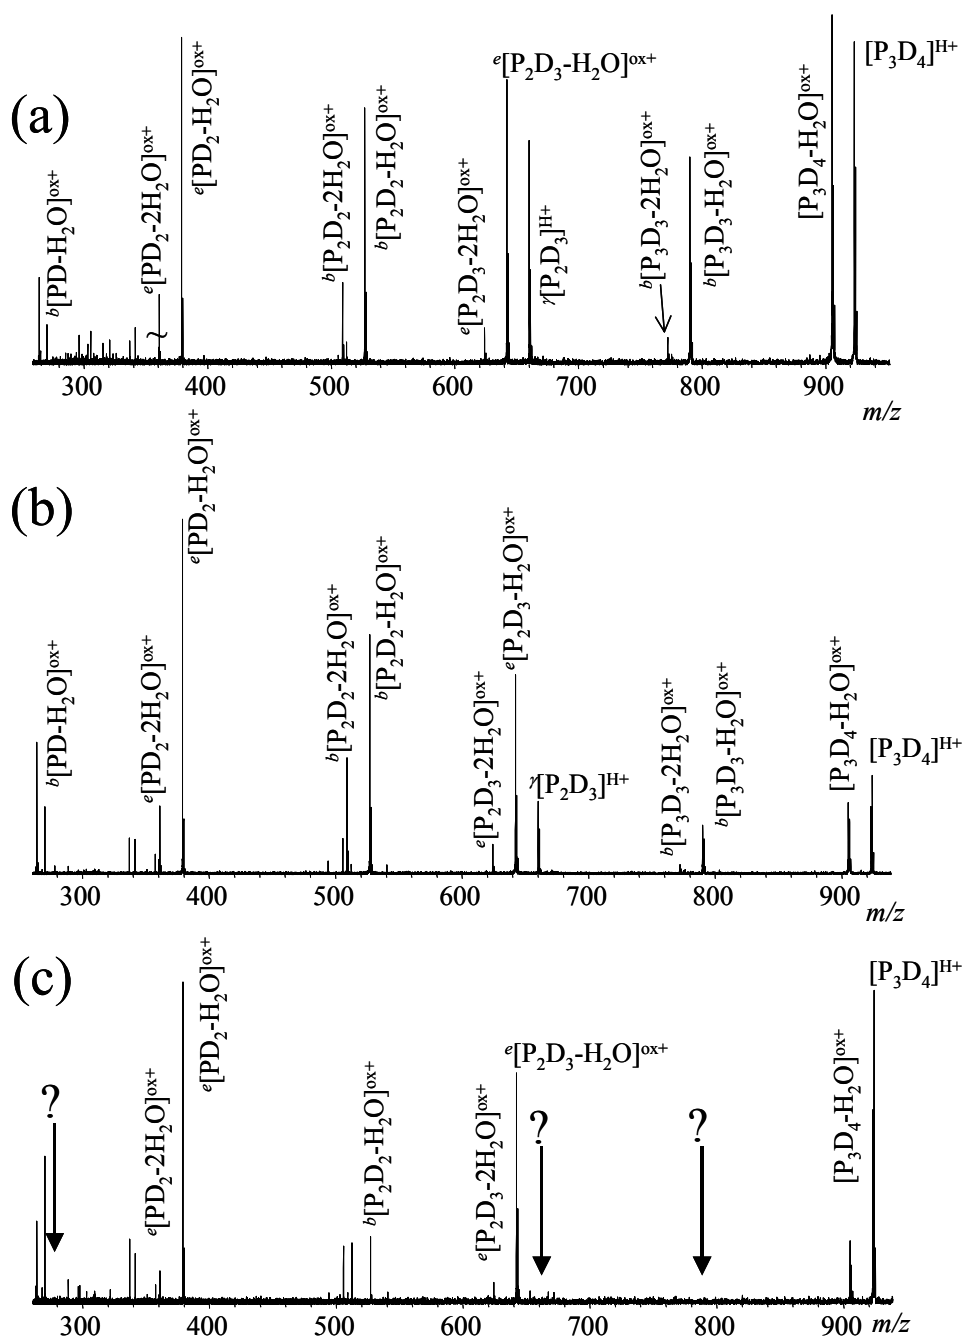 (a)
ᵇ[PD-H₂O]ᵒˣ⁺
ᵉ[PD₂-2H₂O]ᵒˣ⁺
~
ᵉ[PD₂-H₂O]ᵒˣ⁺
ᵇ[P₂D₂-2H₂O]ᵒˣ⁺
ᵇ[P₂D₂-H₂O]ᵒˣ⁺
ᵉ[P₂D₃-2H₂O]ᵒˣ⁺
ᵉ[P₂D₃-H₂O]ᵒˣ⁺
ᵞ[P₂D₃]ᴴ⁺
ᵇ[P₃D₃-2H₂O]ᵒˣ⁺
ᵇ[P₃D₃-H₂O]ᵒˣ⁺
[P₃D₄-H₂O]ᵒˣ⁺
[P₃D₄]ᴴ⁺
300 400 500 600 700 800 900
m/z
(b)
ᵇ[PD-H₂O]ᵒˣ⁺
ᵉ[PD₂-2H₂O]ᵒˣ⁺
ᵉ[PD₂-H₂O]ᵒˣ⁺
ᵇ[P₂D₂-2H₂O]ᵒˣ⁺
ᵇ[P₂D₂-H₂O]ᵒˣ⁺
ᵉ[P₂D₃-2H₂O]ᵒˣ⁺
ᵉ[P₂D₃-H₂O]ᵒˣ⁺
ᵞ[P₂D₃]ᴴ⁺
ᵇ[P₃D₃-2H₂O]ᵒˣ⁺
ᵇ[P₃D₃-H₂O]ᵒˣ⁺
[P₃D₄-H₂O]ᵒˣ⁺
[P₃D₄]ᴴ⁺
300 400 500 600 700 800 900
m/z
(c)
?
ᵉ[PD₂-2H₂O]ᵒˣ⁺
ᵉ[PD₂-H₂O]ᵒˣ⁺
ᵇ[P₂D₂-H₂O]ᵒˣ⁺
ᵉ[P₂D₃-2H₂O]ᵒˣ⁺
ᵉ[P₂D₃-H₂O]ᵒˣ⁺
?
?
[P₃D₄-H₂O]ᵒˣ⁺
[P₃D₄]ᴴ⁺
300 400 500 600 700 800 900 m/z